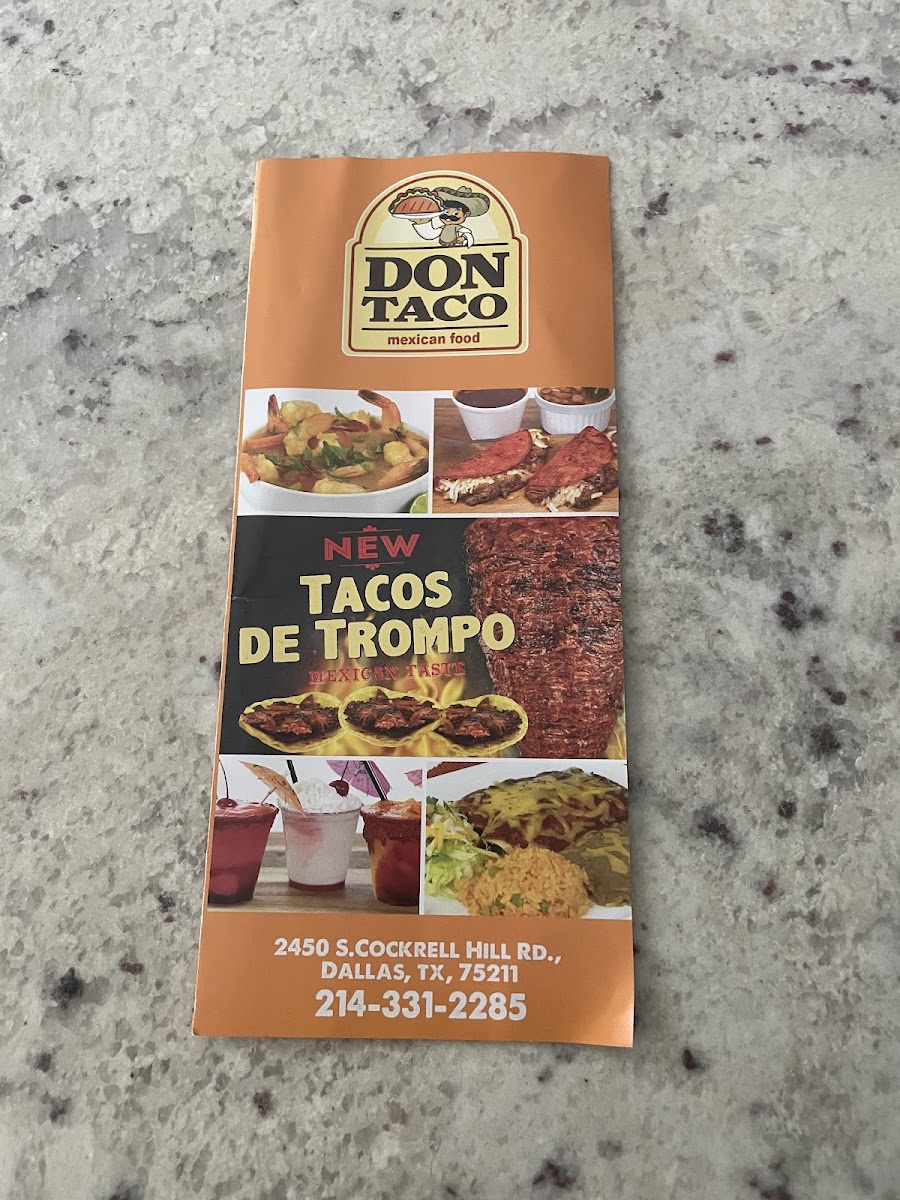 DON
TACO
mexican food
NEW
TACOS
DE TROMPO
MEXICAN TASTE
2450 S.COCKRELL HILL RD.,
DALLAS, TX, 75211
214-331-2285